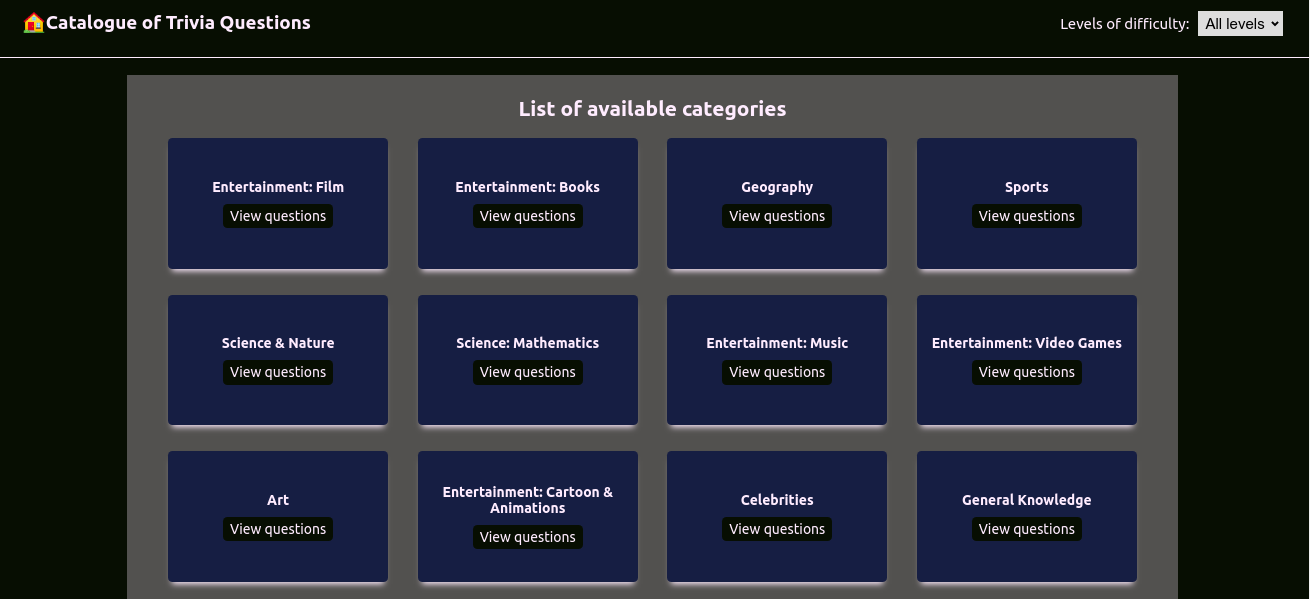 Catalogue of Trivia Questions
Levels of difficulty: All levels
List of available categories
Entertainment: Film
View questions
Entertainment: Books
View questions
Geography
View questions
Sports
View questions
Science & Nature
View questions
Science: Mathematics
View questions
Entertainment: Music
View questions
Entertainment: Video Games
View questions
Art
View questions
Entertainment: Cartoon &
Animations
View questions
Celebrities
View questions
General Knowledge
View questions